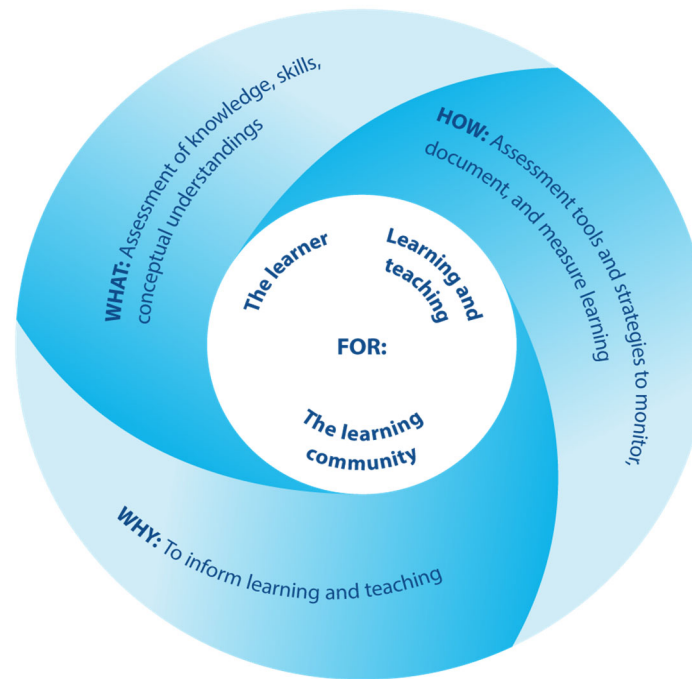 WHAT: Assessment of knowledge, skills,
conceptual understandings
HOW: Assessment tools and strategies to monitor,
document, and measure learning
The learner
Learning and
teaching
FOR:
The learning
community
WHY: To inform learning and teaching